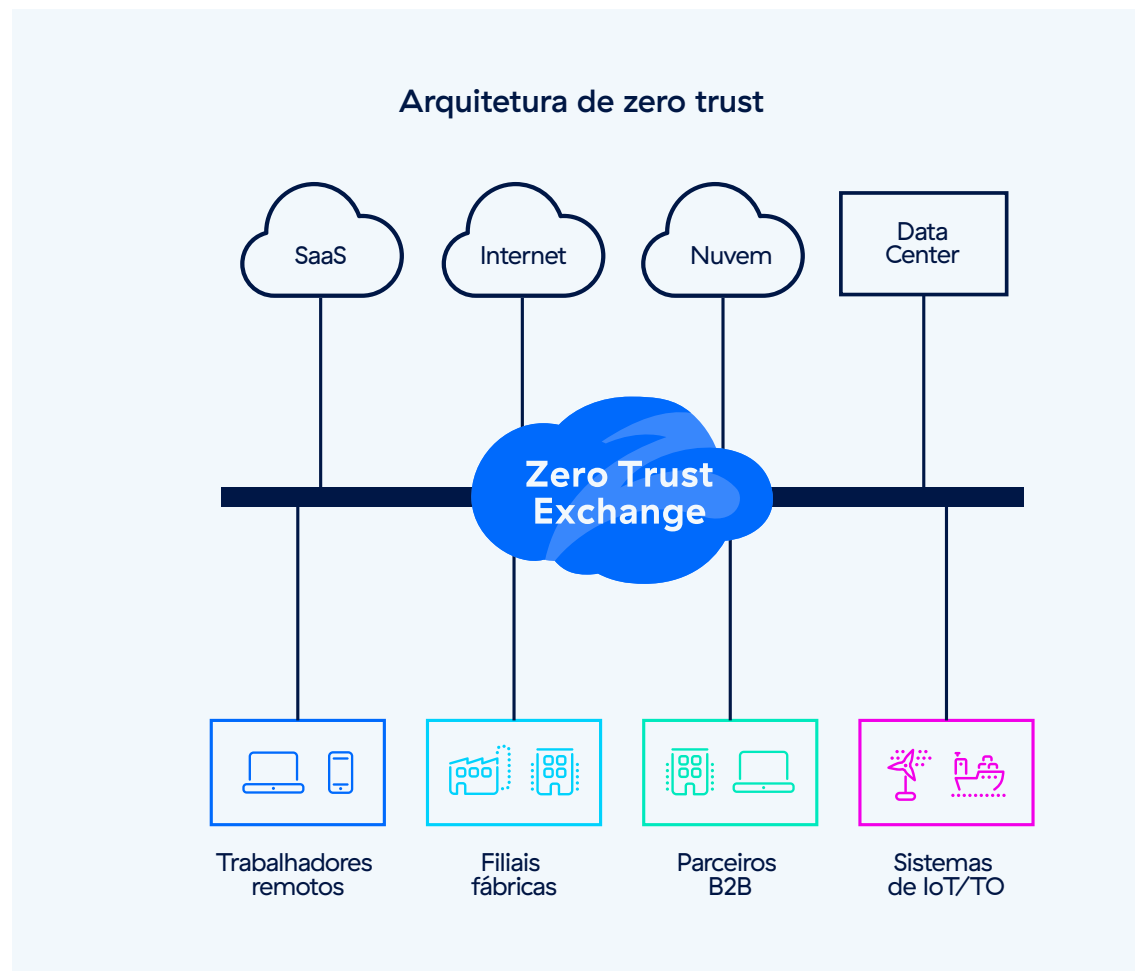 Arquitetura de zero trust
SaaS
Internet
Nuvem
Data
Center
Zero Trust
Exchange
Trabalhadores
remotos
Filiais
fábricas
Parceiros
B2B
Sistemas
de IoT/TO